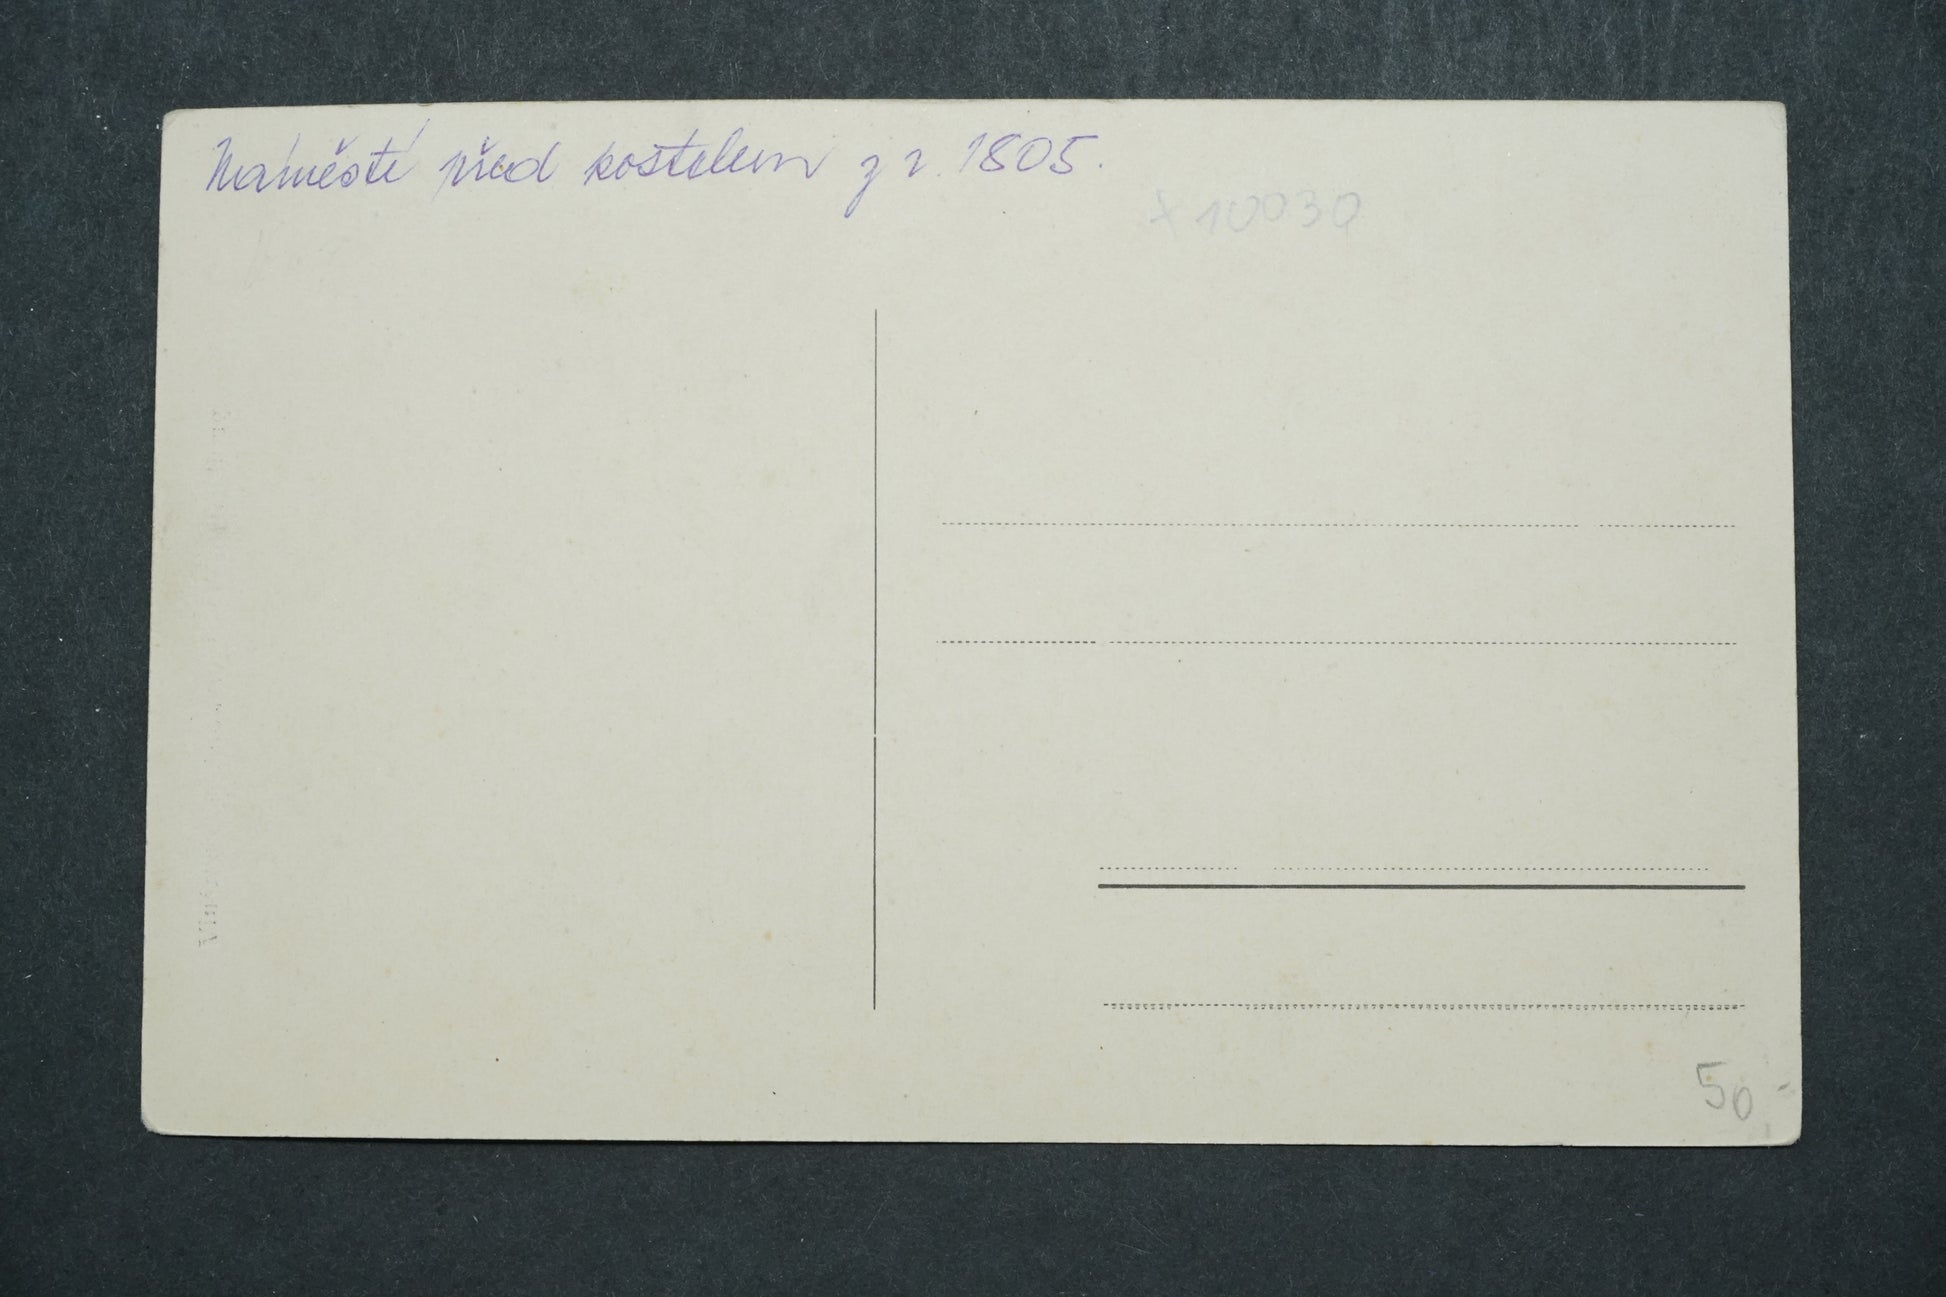 Náměstí před kostelem z r. 1805.
x 10030
50,-